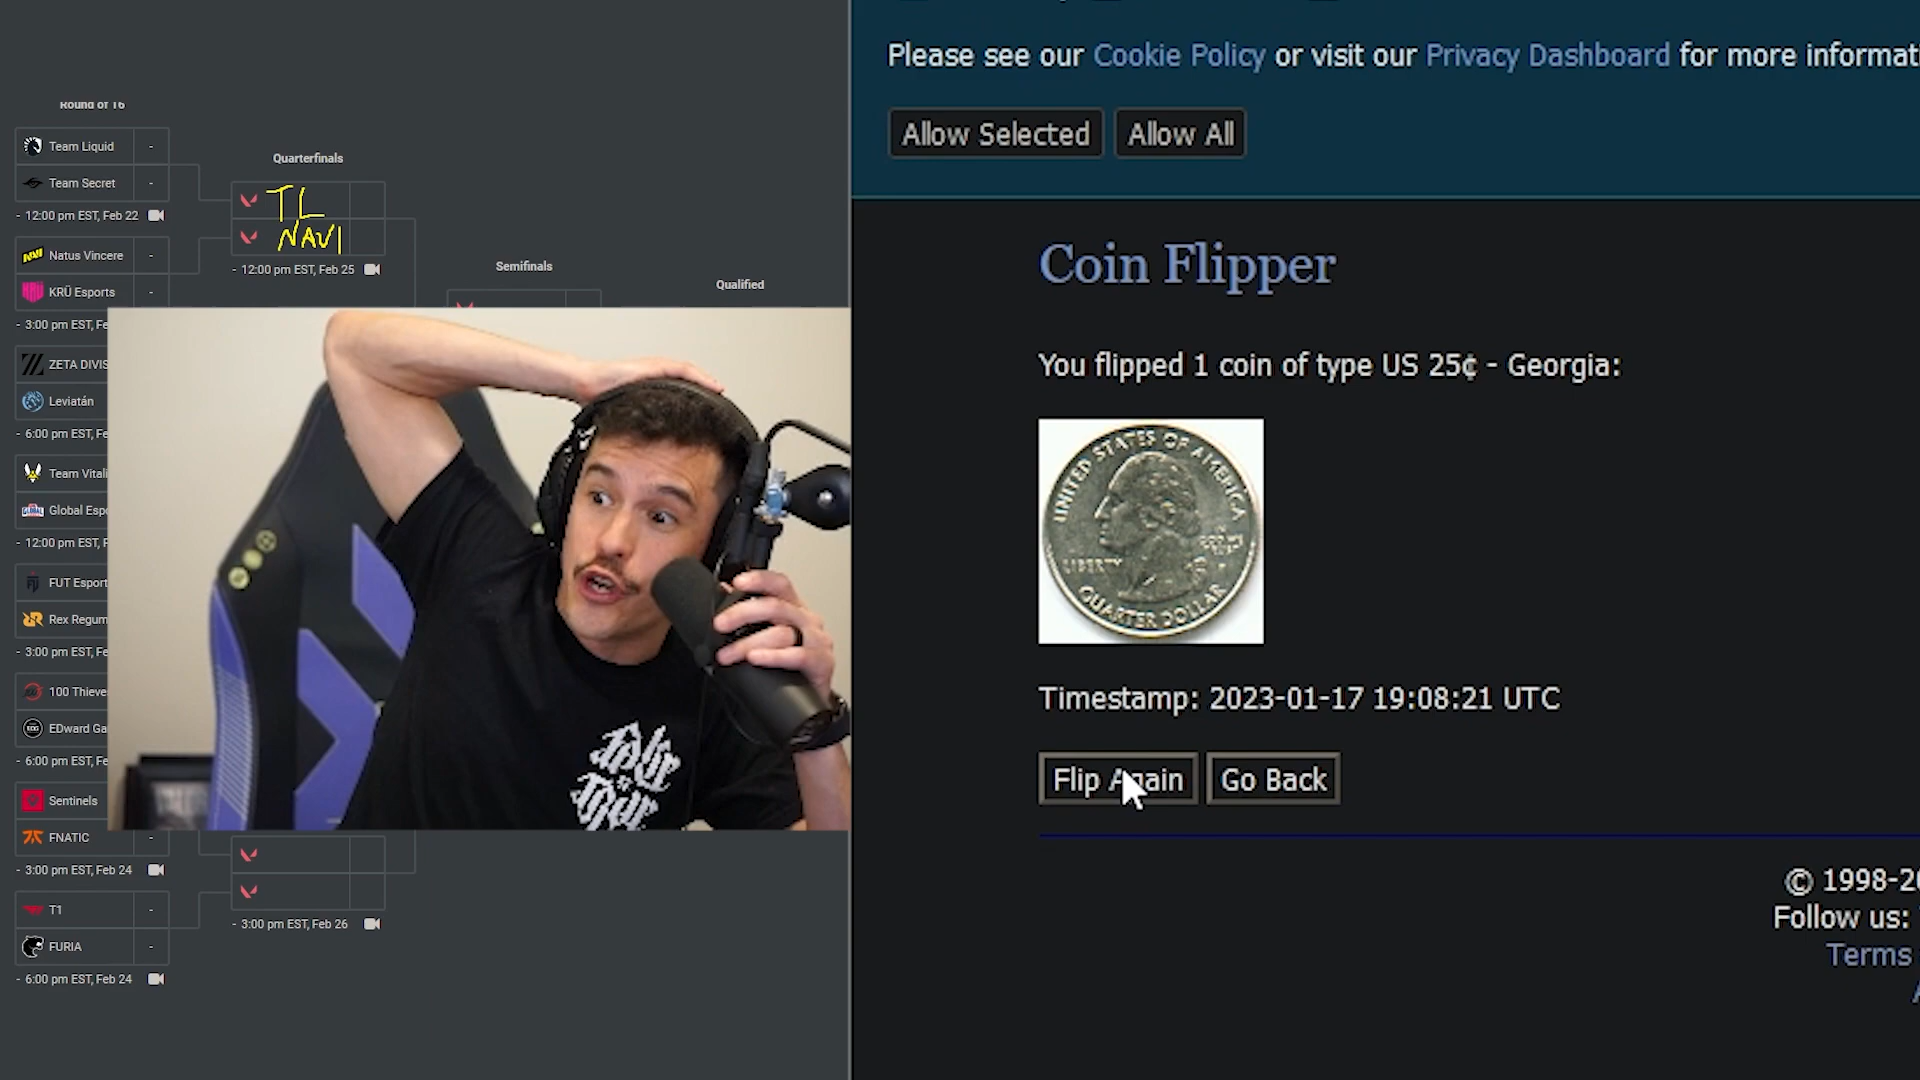 Round of 16
Team Liquid -
Team Secret -
- 12:00 pm EST, Feb 22
Natus Vincere -
KRÜ Esports -
- 3:00 pm EST, Fe
ZETA DIVIS
Leviatán
- 6:00 pm EST, Fe
Team Vitali
Global Espo
- 12:00 pm EST, F
FUT Esport
Rex Regum
- 3:00 pm EST, Fe
100 Thieve
EDward Ga
- 6:00 pm EST, Fe
Sentinels
FNATIC -
- 3:00 pm EST, Feb 24
T1 -
FURIA -
- 6:00 pm EST, Feb 24
Quarterfinals
TL
NAVI
- 12:00 pm EST, Feb 25
- 3:00 pm EST, Feb 26
Semifinals
Qualified
Please see our Cookie Policy or visit our Privacy Dashboard for more informati
Allow Selected Allow All
Coin Flipper
You flipped 1 coin of type US 25¢ - Georgia:
UNITED STATES OF AMERICA
LIBERTY
QUARTER DOLLAR
Timestamp: 2023-01-17 19:08:21 UTC
Flip Again Go Back
© 1998-20
Follow us:
Terms